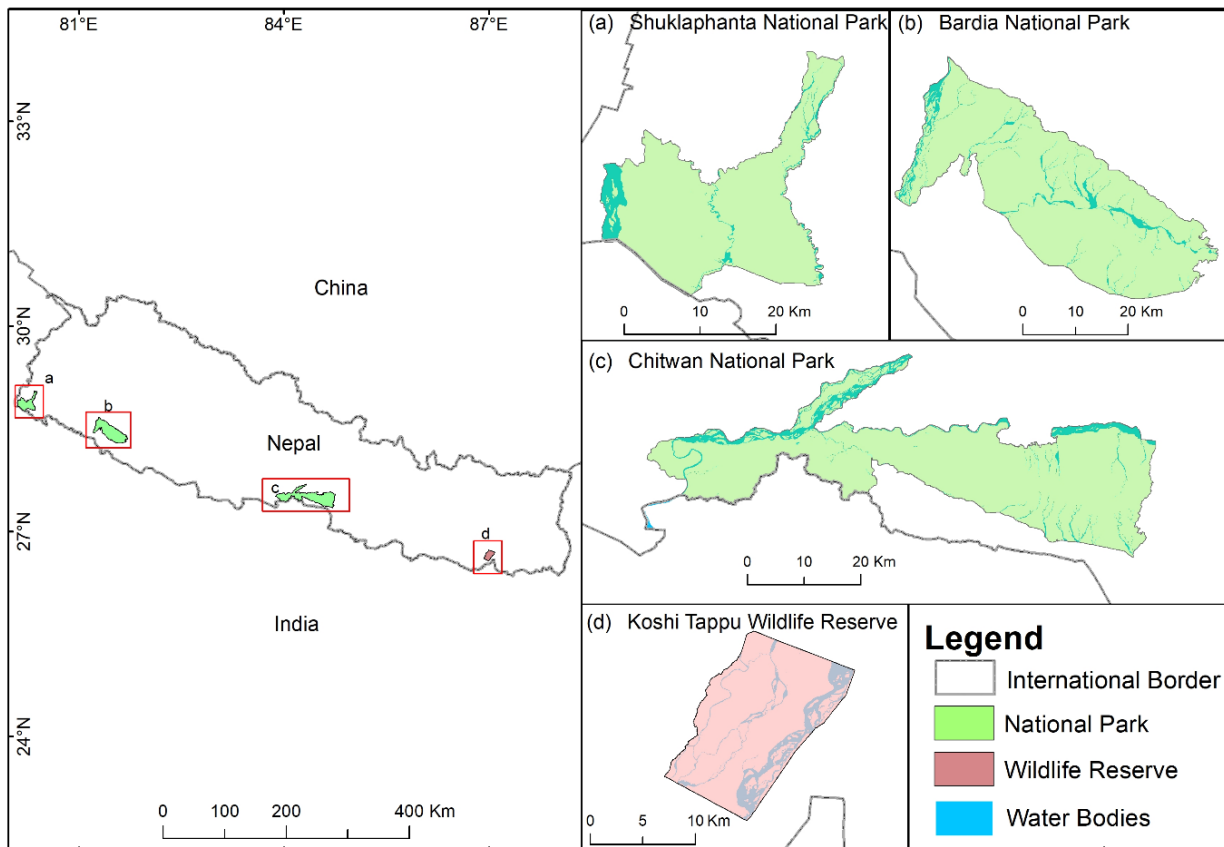 81°E 84°E 87°E
33°N
30°N
27°N
24°N
China
Nepal
India
a
b
c
d
0 100 200 400 Km
(a) Shuklaphanta National Park
0 10 20 Km
(b) Bardia National Park
0 10 20 Km
(c) Chitwan National Park
0 10 20 Km
(d) Koshi Tappu Wildlife Reserve
0 5 10 Km
Legend
International Border
National Park
Wildlife Reserve
Water Bodies